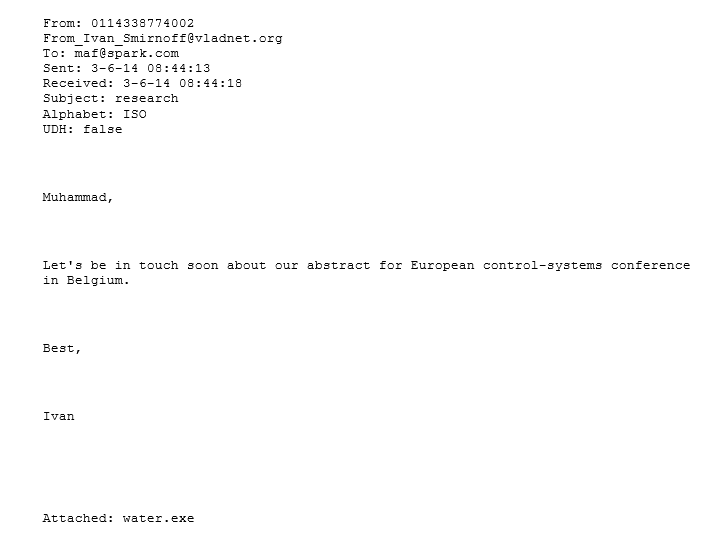 From: 0114338774002
From_Ivan_Smirnoff@vladnet.org
To: maf@spark.com
Sent: 3-6-14 08:44:13
Received: 3-6-14 08:44:18
Subject: research
Alphabet: ISO
UDH: false
Muhammad,
Let's be in touch soon about our abstract for European control-systems conference
in Belgium.
Best,
Ivan
Attached: water.exe